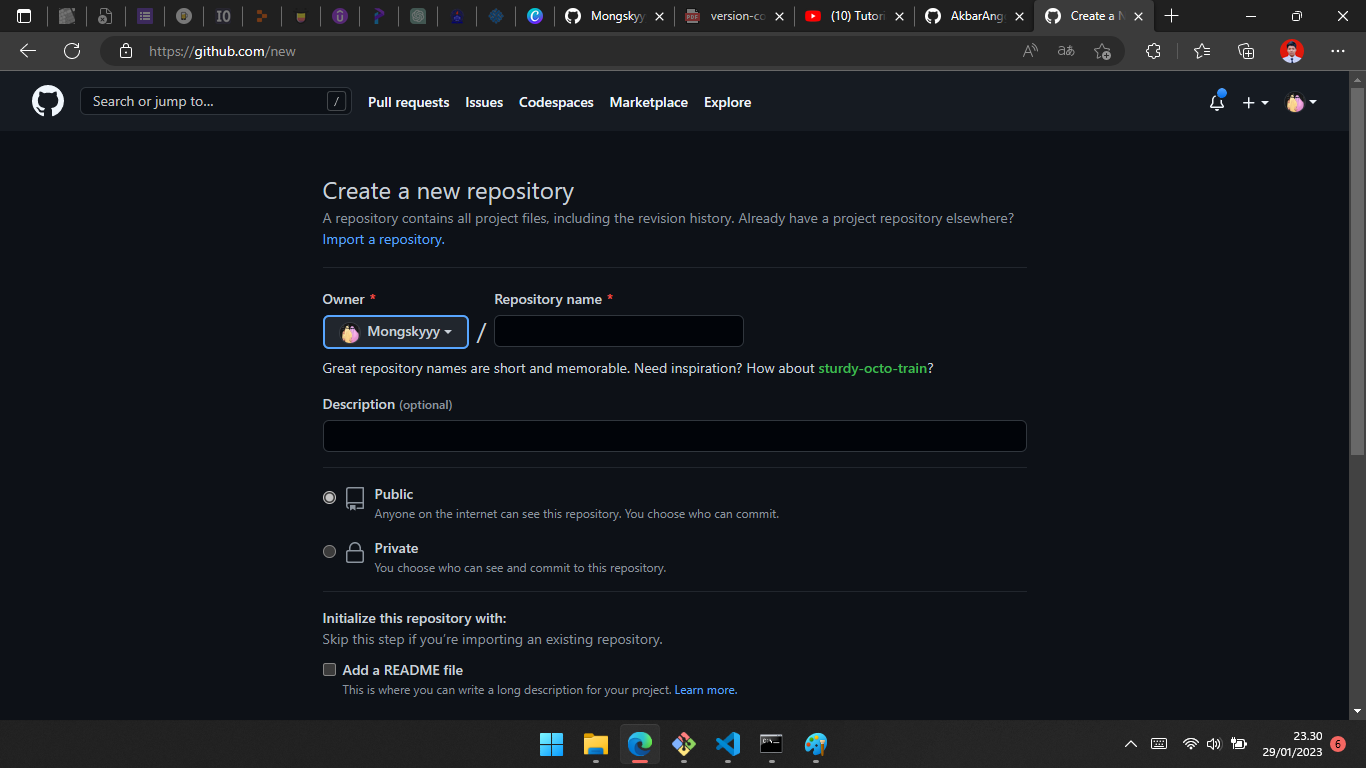 IO
Mongskyy
version-co
(10) Tutori
AkbarAng
Create a N
https://github.com/new
Search or jump to...
/
Pull requests
Issues
Codespaces
Marketplace
Explore
Create a new repository
A repository contains all project files, including the revision history. Already have a project repository elsewhere?
Import a repository.
Owner *
Repository name *
Mongskyyy
/
Great repository names are short and memorable. Need inspiration? How about sturdy-octo-train?
Description (optional)
Public
Anyone on the internet can see this repository. You choose who can commit.
Private
You choose who can see and commit to this repository.
Initialize this repository with:
Skip this step if you're importing an existing repository.
Add a README file
This is where you can write a long description for your project. Learn more.
23.30
29/01/2023
6